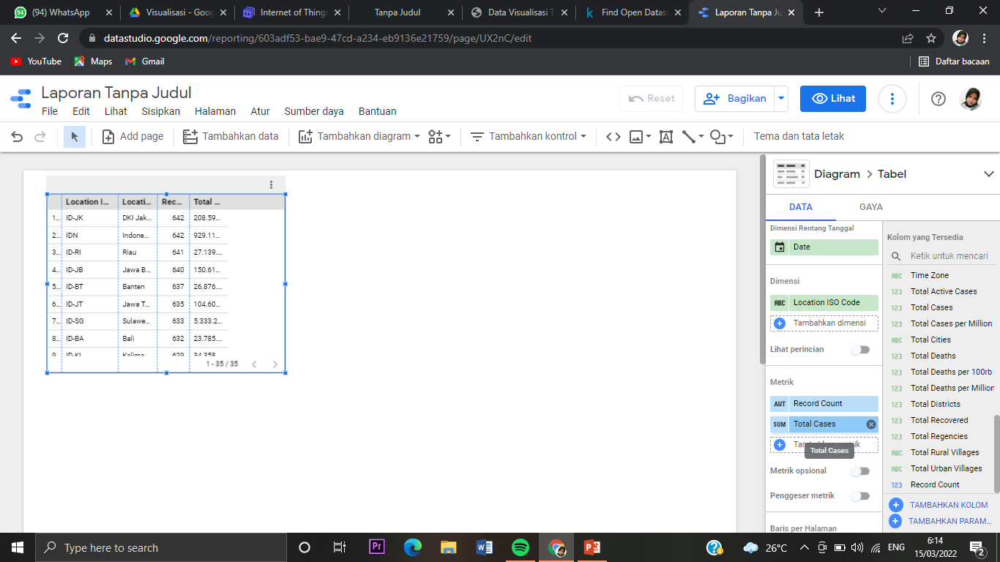 94 (94) WhatsApp
Visualisasi - Goog
Internet of Things
Tanpa Judul
Data Visualisasi T
Find Open Datase
Laporan Tanpa Ju
datastudio.google.com/reporting/603adf53-bae9-47cd-a234-eb9136e21759/page/UX2nC/edit
YouTube Maps Gmail Daftar bacaan
Laporan Tanpa Judul
File Edit Lihat Sisipkan Halaman Atur Sumber daya Bantuan
Reset Bagikan Lihat
Add page Tambahkan data Tambahkan diagram Tambahkan kontrol Tema dan tata letak
Location I... Locati... Rec... Total ...
1... ID-JK DKI Jak... 642 208.59...
2... IDN Indone... 642 929.11...
3... ID-RI Riau 641 27.139....
4... ID-JB Jawa B... 640 150.61...
5... ID-BT Banten 637 26.876....
6... ID-JT Jawa T... 635 104.60...
7... ID-SG Sulawe... 633 5.333.2...
8... ID-BA Bali 632 23.785....
9... ID-KI Kalima... 629 34.358...
1 - 35 / 35
Diagram > Tabel
DATA GAYA
Dimensi Rentang Tanggal
Date
Dimensi
ABC Location ISO Code
Tambahkan dimensi
Lihat perincian
Metrik
AUT Record Count
SUM Total Cases
Tambahkan metrik
Total Cases
Metrik opsional
Penggeser metrik
Baris per Halaman
Kolom yang Tersedia
Ketik untuk mencari
ABC Time Zone
123 Total Active Cases
123 Total Cases
123 Total Cases per Million
ABC Total Cities
123 Total Deaths
123 Total Deaths per 100rb
123 Total Deaths per Million
123 Total Districts
123 Total Recovered
123 Total Regencies
ABC Total Rural Villages
ABC Total Urban Villages
123 Record Count
TAMBAHKAN KOLOM
TAMBAHKAN PARAM...
Type here to search
Pr
26°C
ENG
6:14
15/03/2022
2